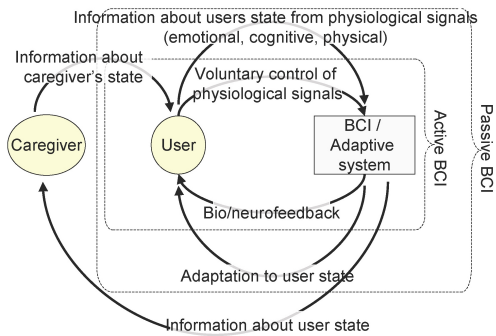 Information about users state from physiological signals
(emotional, cognitive, physical)
Information about
caregiver's state
Voluntary control of
physiological signals
Caregiver
User
BCI /
Adaptive
system
Active BCI
Passive BCI
Bio/neurofeedback
Adaptation to user state
Information about user state